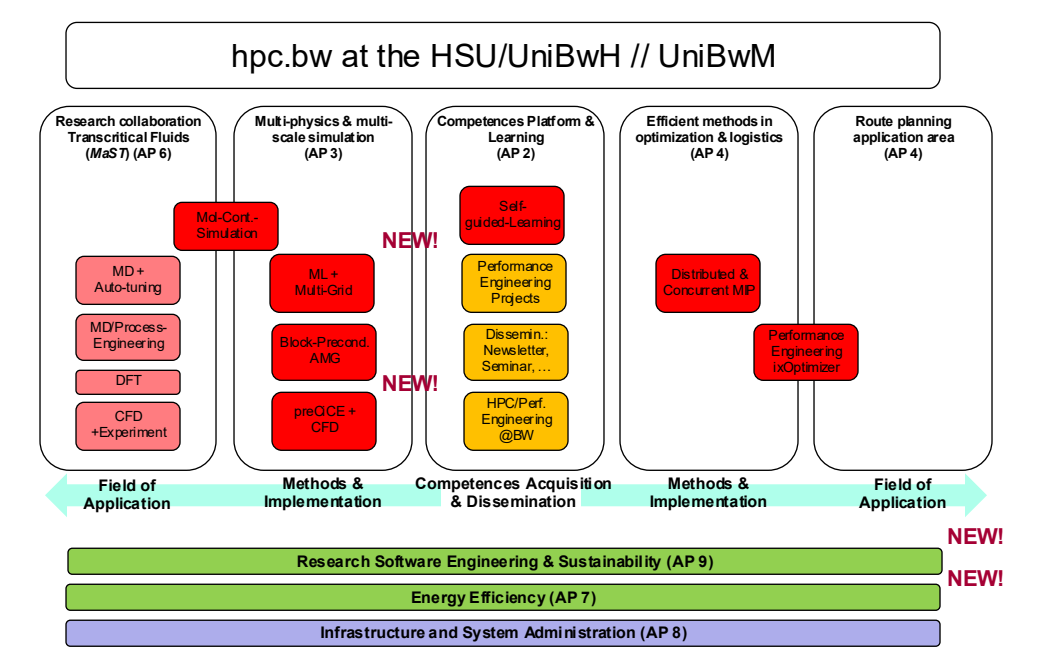 hpc.bw at the HSU/UniBwH // UniBwM
Research collaboration
Transcritical Fluids
(MaST) (AP 6)
Multi-physics & multi-
scale simulation
(AP 3)
Competences Platform &
Learning
(AP 2)
Efficient methods in
optimization & logistics
(AP 4)
Route planning
application area
(AP 4)
Mol-Cont.-
Simulation
MD +
Auto-tuning
MD/Process-
Engineering
DFT
CFD
+Experiment
NEW!
ML +
Multi-Grid
Block-Precond.
AMG
NEW!
preCICE +
CFD
Self-
guided-Learning
Performance
Engineering
Projects
Dissemin.:
Newsletter,
Seminar, ...
HPC/Perf.
Engineering
@BW
Distributed &
Concurrent MIP
Performance
Engineering
ixOptimizer
Field of
Application
Methods &
Implementation
Competences Acquisition
& Dissemination
Methods &
Implementation
Field of
Application
NEW!
Research Software Engineering & Sustainability (AP 9)
NEW!
Energy Efficiency (AP 7)
Infrastructure and System Administration (AP 8)